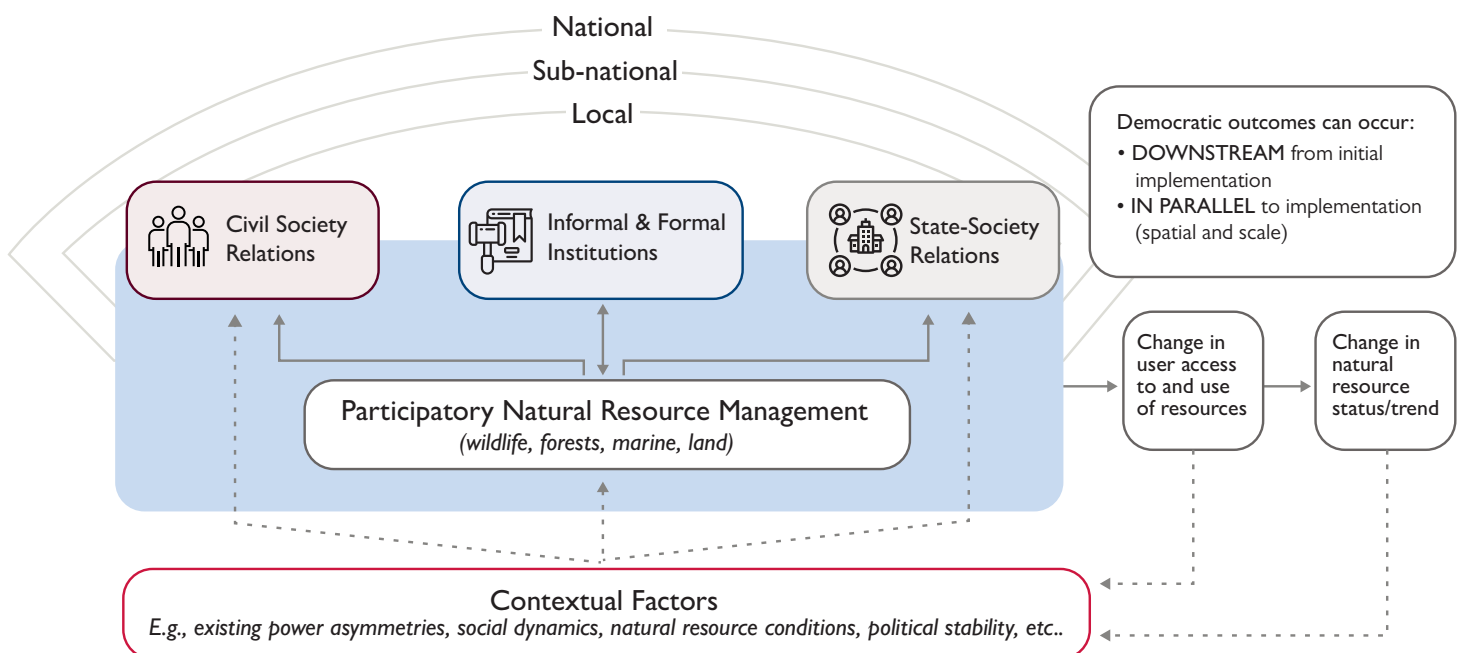 National
Sub-national
Local
Civil Society
Relations
Informal & Formal
Institutions
State-Society
Relations
Democratic outcomes can occur:
• DOWNSTREAM from initial
implementation
• IN PARALLEL to implementation
(spatial and scale)
Participatory Natural Resource Management
(wildlife, forests, marine, land)
Change in
user access
to and use
of resources
Change in
natural
resource
status/trend
Contextual Factors
E.g., existing power asymmetries, social dynamics, natural resource conditions, political stability, etc..